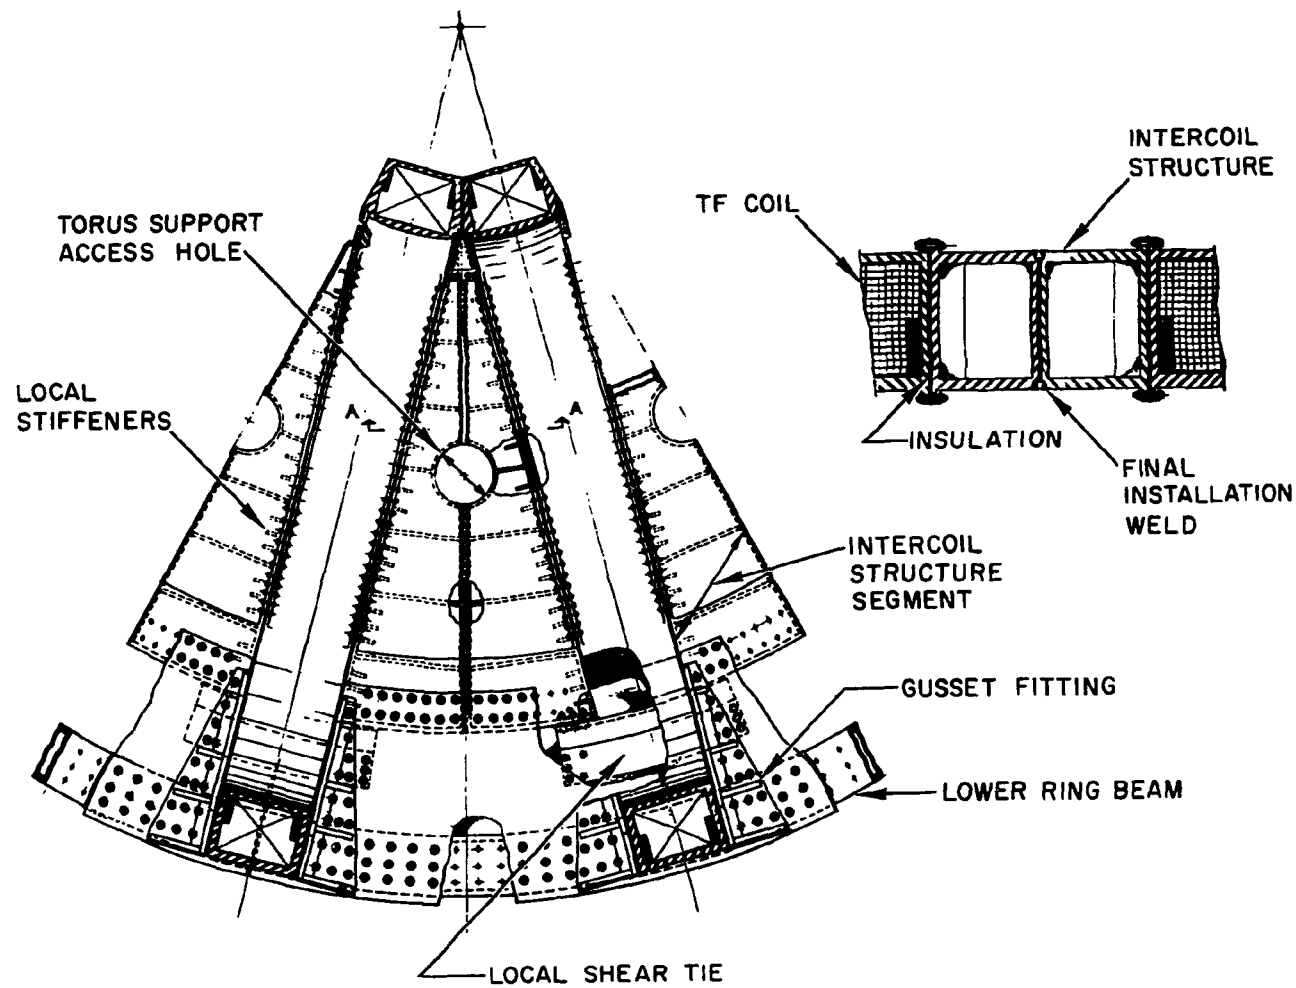 INTERCOIL
STRUCTURE
TF COIL
TORUS SUPPORT
ACCESS HOLE
LOCAL
STIFFENERS
A
A
INSULATION
FINAL
INSTALLATION
WELD
INTERCOIL
STRUCTURE
SEGMENT
GUSSET FITTING
LOWER RING BEAM
LOCAL SHEAR TIE